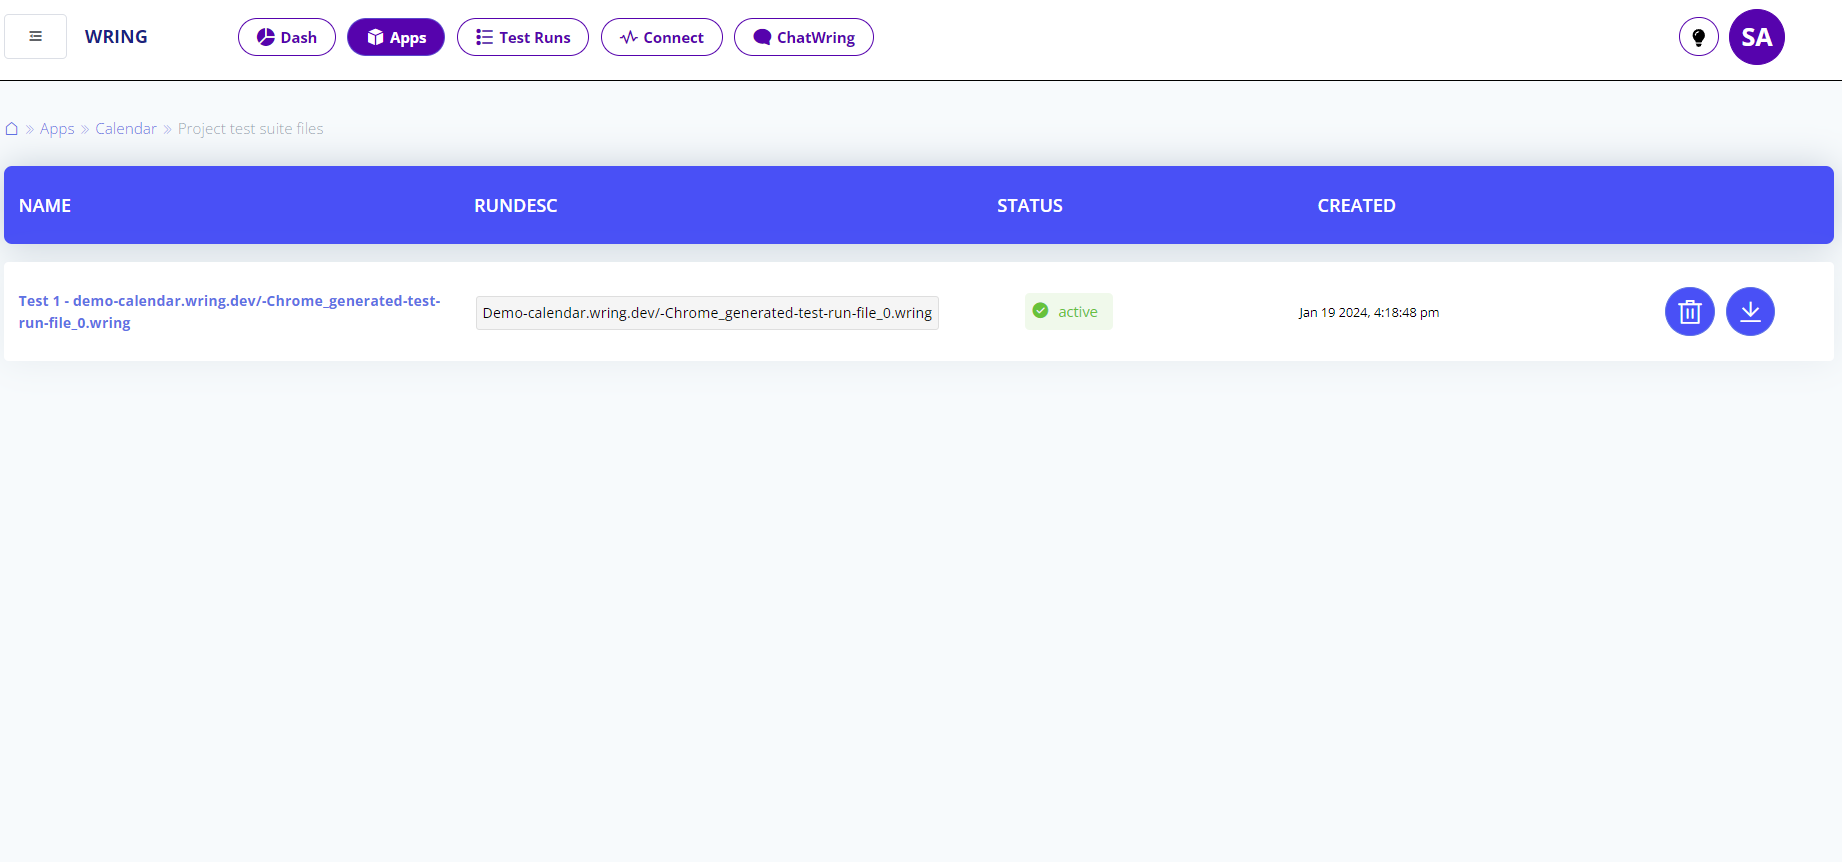 WRING
Dash
Apps
Test Runs
Connect
ChatWring
SA
Apps » Calendar » Project test suite files
NAME
RUNDESC
STATUS
CREATED
Test 1 - demo-calendar.wring.dev/-Chrome_generated-test-
run-file_0.wring
Demo-calendar.wring.dev/-Chrome_generated-test-run-file_0.wring
active
Jan 19 2024, 4:18:48 pm